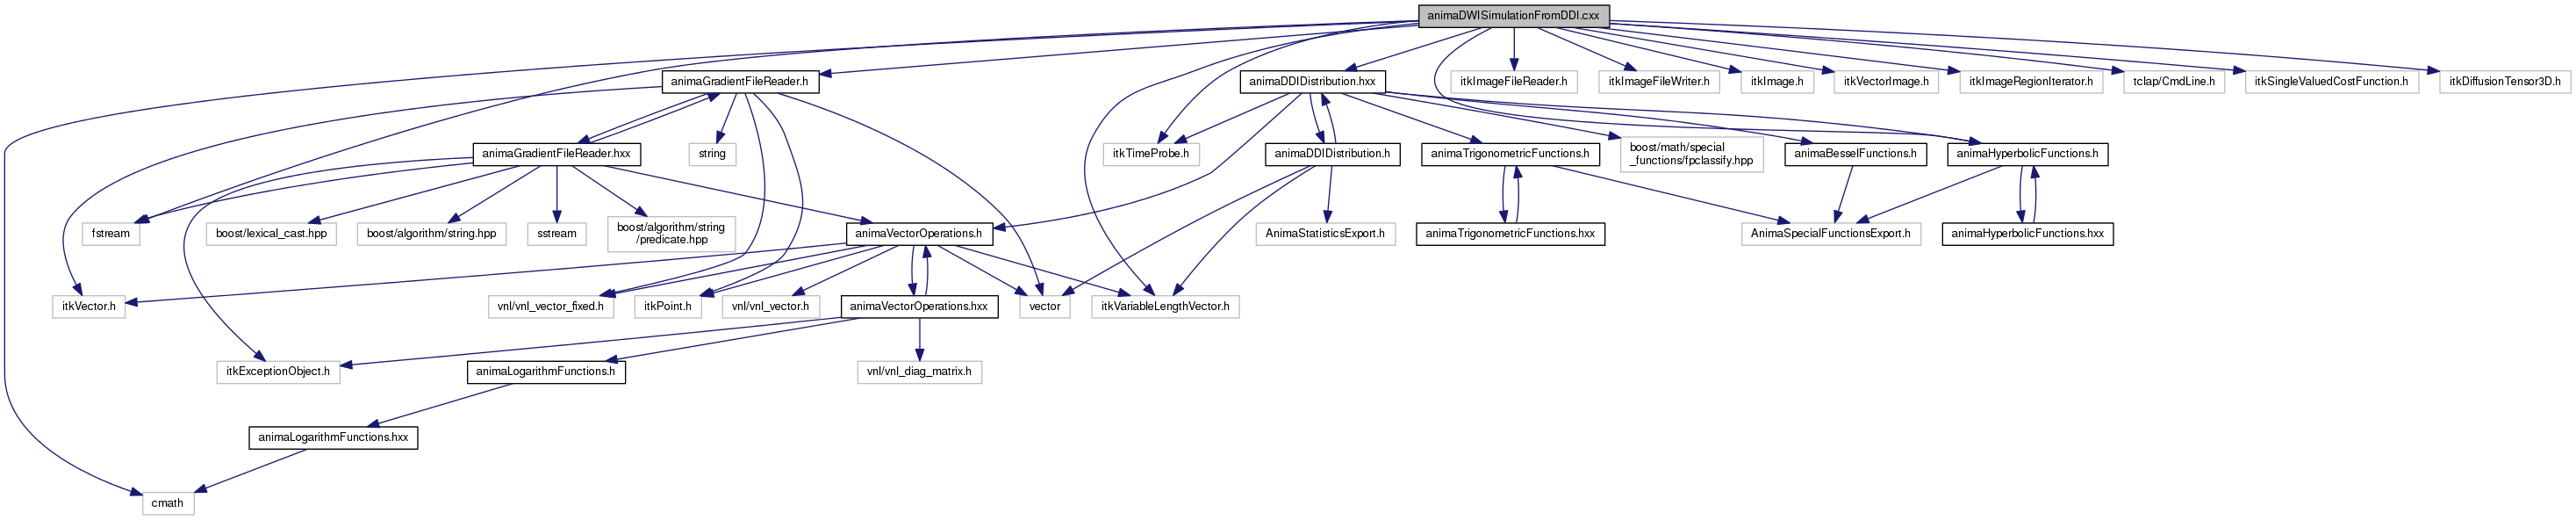 animaDWISimulationFromDDI.cxx
animaGradientFileReader.h
animaDDIDistribution.hxx
itkImageFileReader.h
itkImageFileWriter.h
itkImage.h
itkVectorImage.h
itkImageRegionIterator.h
tclap/CmdLine.h
itkSingleValuedCostFunction.h
itkDiffusionTensor3D.h
animaGradientFileReader.hxx
string
itkTimeProbe.h
animaDDIDistribution.h
animaTrigonometricFunctions.h
boost/math/special
_functions/fpclassify.hpp
animaBesselFunctions.h
animaHyperbolicFunctions.h
fstream
boost/lexical_cast.hpp
boost/algorithm/string.hpp
sstream
boost/algorithm/string
/predicate.hpp
animaVectorOperations.h
AnimaStatisticsExport.h
animaTrigonometricFunctions.hxx
AnimaSpecialFunctionsExport.h
animaHyperbolicFunctions.hxx
itkVector.h
vnl/vnl_vector_fixed.h
itkPoint.h
vnl/vnl_vector.h
animaVectorOperations.hxx
vector
itkVariableLengthVector.h
itkExceptionObject.h
animaLogarithmFunctions.h
vnl/vnl_diag_matrix.h
animaLogarithmFunctions.hxx
cmath